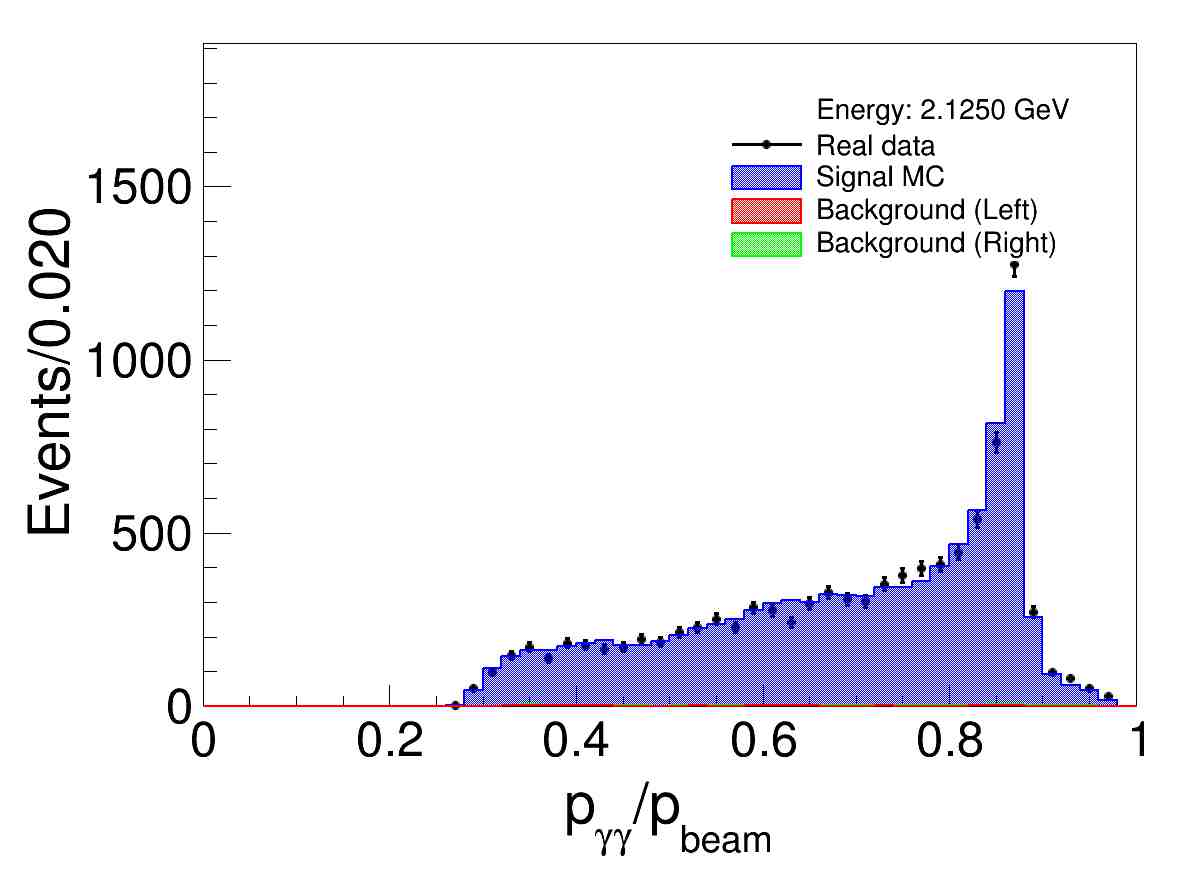 Energy: 2.1250 GeV
Real data
Signal MC
Background (Left)
Background (Right)
Events/0.020
1500
1000
500
0
0 0.2 0.4 0.6 0.8 1
pγγ/pbeam